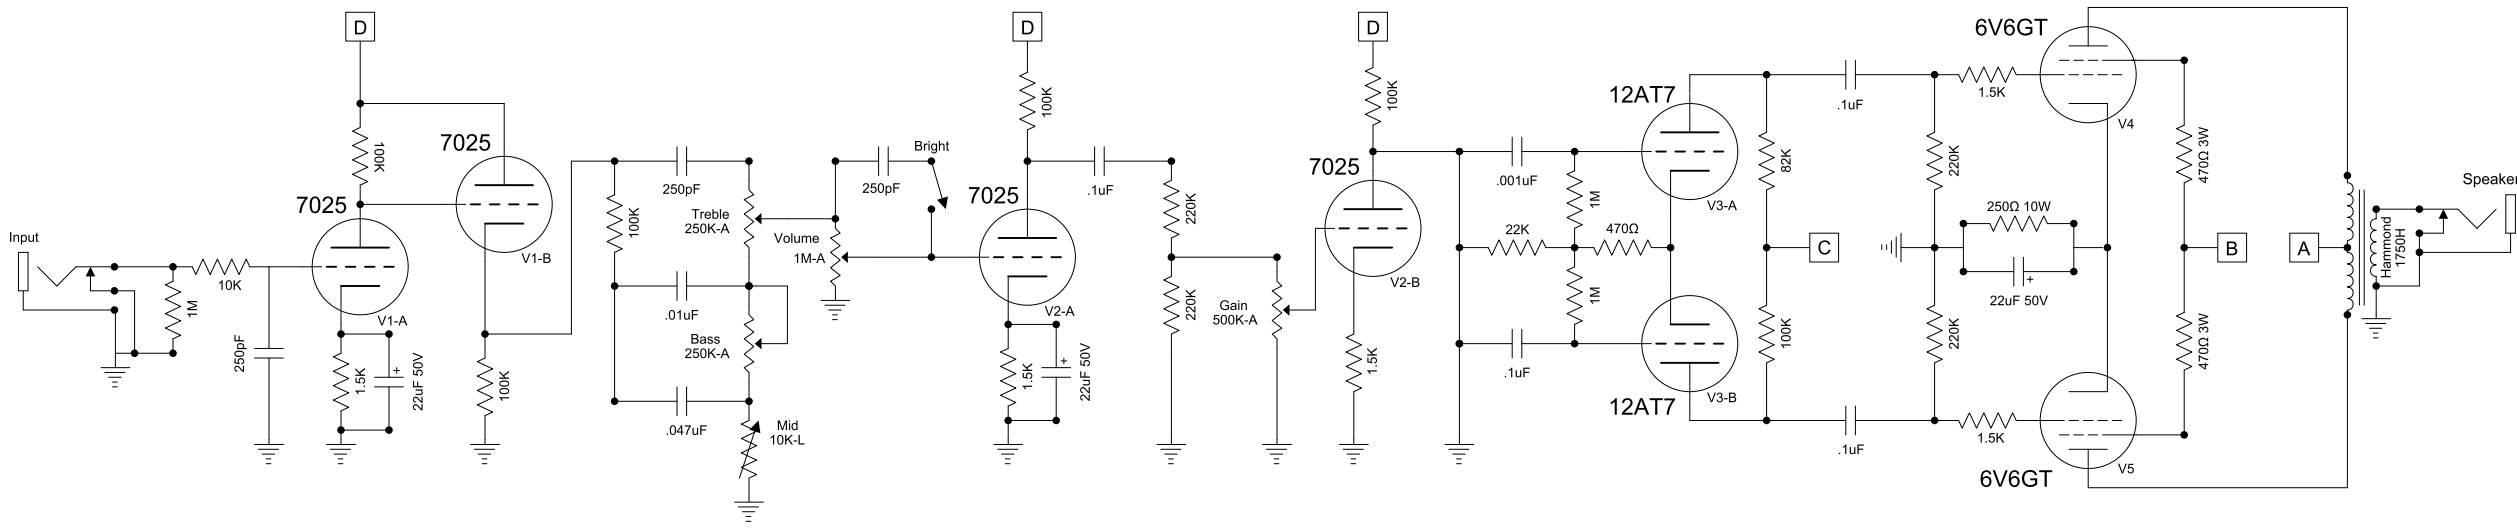 Input
1M
10K
250pF
D
100K
7025
V1-A
1.5K
+
22uF 50V
7025
V1-B
100K
100K
250pF
Treble
250K-A
.01uF
Bass
250K-A
.047uF
Mid
10K-L
Volume
1M-A
250pF
Bright
D
100K
7025
V2-A
1.5K
+
22uF 50V
.1uF
220K
220K
Gain
500K-A
D
100K
7025
V2-B
1.5K
.001uF
1M
22K
470Ω
1M
.1uF
12AT7
V3-A
V3-B
12AT7
82K
C
100K
.1uF
.1uF
220K
220K
1.5K
1.5K
6V6GT
V4
250Ω 10W
+
22uF 50V
V5
6V6GT
470Ω 3W
B
470Ω 3W
A
Hammond
1750H
Speaker